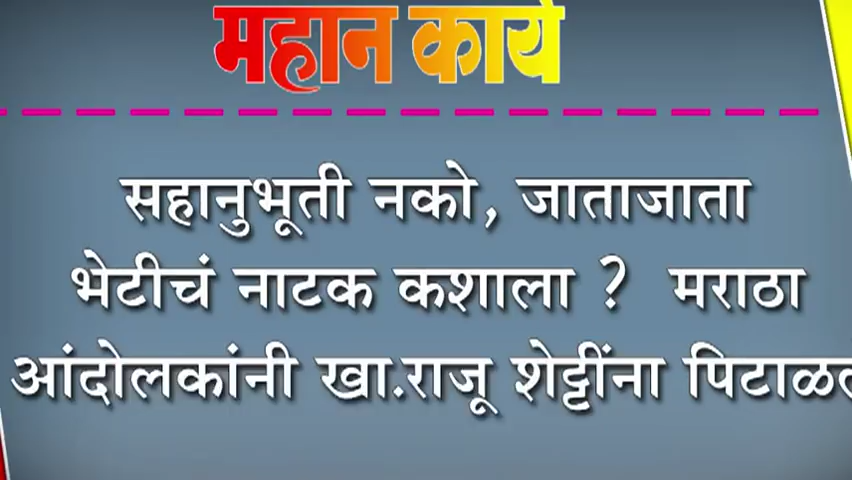 महान कार्य
सहानुभूती नको, जाताजाता
भेटीचं नाटक कशाला ? मराठा
आंदोलकांनी खा.राजू शेट्टींना